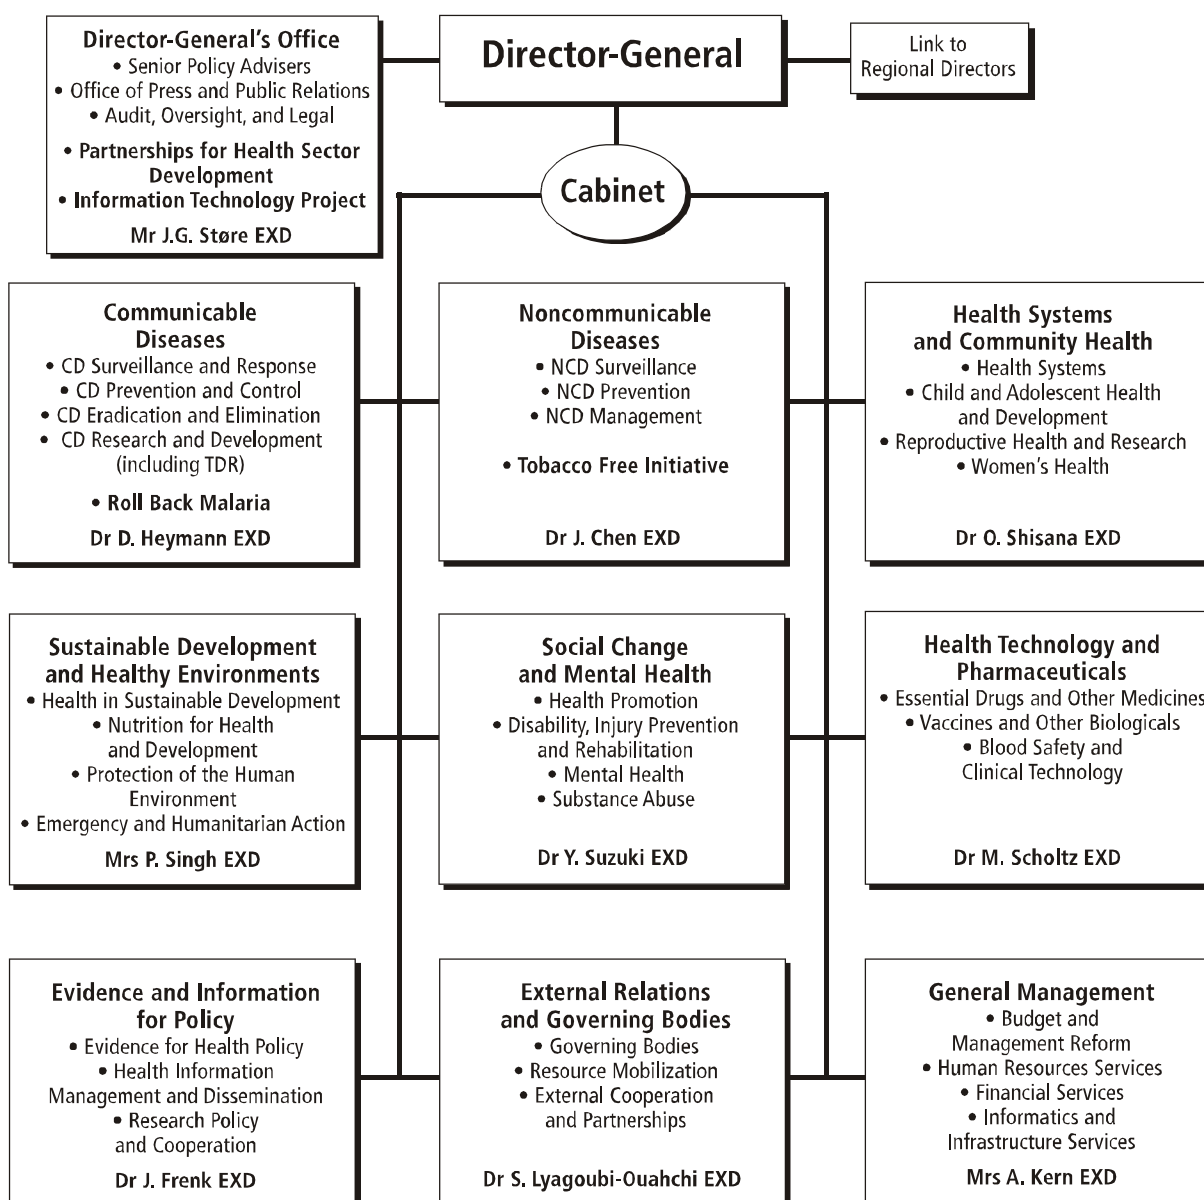 Director-General's Office
• Senior Policy Advisers
• Office of Press and Public Relations
• Audit, Oversight, and Legal
• Partnerships for Health Sector
Development
• Information Technology Project
Mr J.G. Støre EXD
Director-General
Link to
Regional Directors
Cabinet
Communicable
Diseases
• CD Surveillance and Response
• CD Prevention and Control
• CD Eradication and Elimination
• CD Research and Development
(including TDR)
• Roll Back Malaria
Dr D. Heymann EXD
Noncommunicable
Diseases
• NCD Surveillance
• NCD Prevention
• NCD Management
• Tobacco Free Initiative
Dr J. Chen EXD
Health Systems
and Community Health
• Health Systems
• Child and Adolescent Health
and Development
• Reproductive Health and Research
• Women's Health
Dr O. Shisana EXD
Sustainable Development
and Healthy Environments
• Health in Sustainable Development
• Nutrition for Health
and Development
• Protection of the Human
Environment
• Emergency and Humanitarian Action
Mrs P. Singh EXD
Social Change
and Mental Health
• Health Promotion
• Disability, Injury Prevention
and Rehabilitation
• Mental Health
• Substance Abuse
Dr Y. Suzuki EXD
Health Technology and
Pharmaceuticals
• Essential Drugs and Other Medicines
• Vaccines and Other Biologicals
• Blood Safety and
Clinical Technology
Dr M. Scholtz EXD
Evidence and Information
for Policy
• Evidence for Health Policy
• Health Information
Management and Dissemination
• Research Policy
and Cooperation
Dr J. Frenk EXD
External Relations
and Governing Bodies
• Governing Bodies
• Resource Mobilization
• External Cooperation
and Partnerships
Dr S. Lyagoubi-Ouahchi EXD
General Management
• Budget and
Management Reform
• Human Resources Services
• Financial Services
• Informatics and
Infrastructure Services
Mrs A. Kern EXD